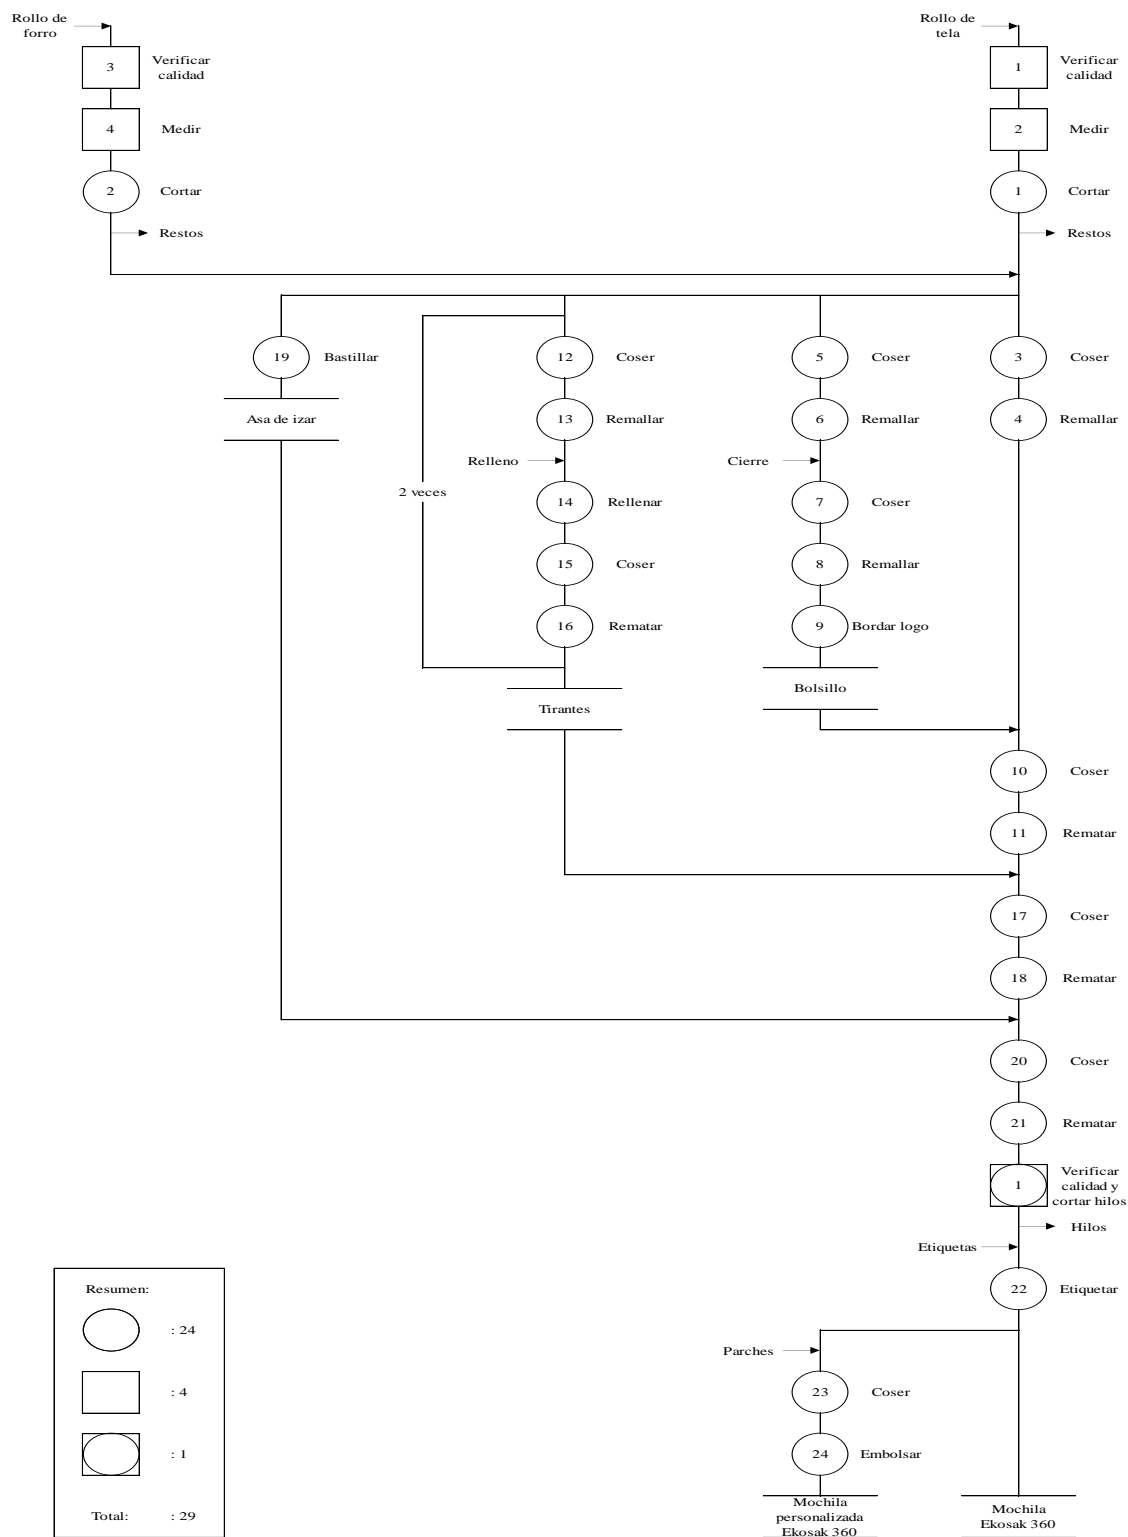 Rollo de
forro
Rollo de
tela
3
Verificar
calidad
1
Verificar
calidad
4
Medir
2
Medir
2
Cortar
1
Cortar
Restos
Restos
19
Bastillar
12
Coser
5
Coser
3
Coser
Asa de izar
13
Remallar
6
Remallar
4
Remallar
Relleno
Cierre
2 veces
14
Rellenar
7
Coser
15
Coser
8
Remallar
16
Rematar
9
Bordar logo
Tirantes
Bolsillo
10
Coser
11
Rematar
17
Coser
18
Rematar
20
Coser
21
Rematar
1
Verificar
calidad y
cortar hilos
Hilos
Etiquetas
22
Etiquetar
Parches
23
Coser
24
Embolsar
Mochila
personalizada
Ekosak 360
Mochila
Ekosak 360
Resumen:
: 24
: 4
: 1
Total: : 29